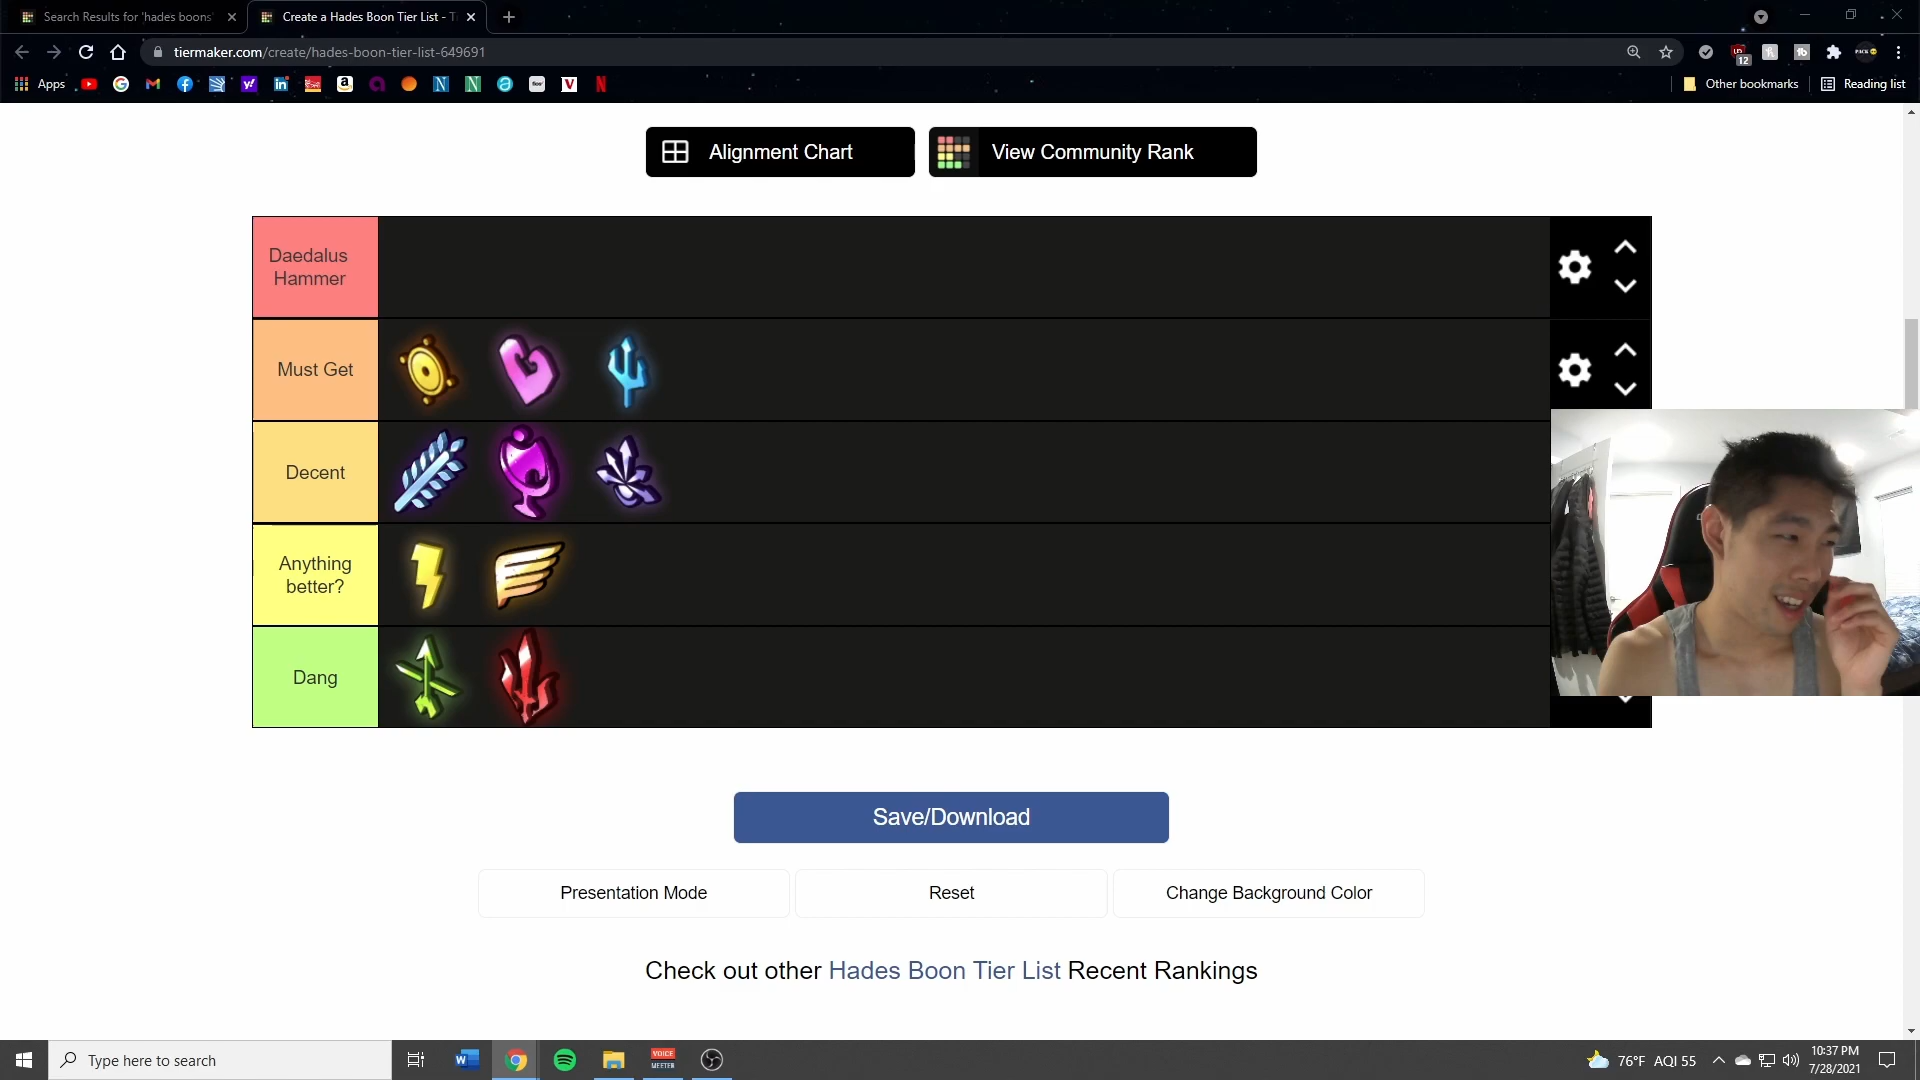 Search Results for 'hades boons'
Create a Hades Boon Tier List - T
tiermaker.com/create/hades-boon-tier-list-649691
12
Apps
Other bookmarks
Reading list
Alignment Chart
View Community Rank
Daedalus
Hammer
Must Get
Decent
Anything
better?
Dang
Save/Download
Presentation Mode
Reset
Change Background Color
Check out other Hades Boon Tier List Recent Rankings
Type here to search
VOICE
MEETER
76°F AQI 55
10:37 PM
7/28/2021